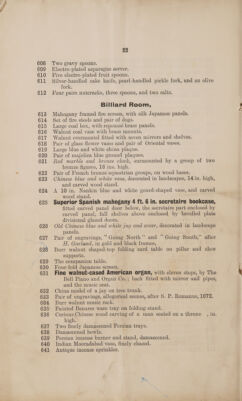 22
608 Two gravy spoons.
609 Electro-plated asparagus server.
610 Five electro-plated fruit spoons.
611 Silver-handled cake knife, pearl-handled pickle fork, and an olive
fork.
612 Four pairs nutcracks, three spoons, and two salts.
Billiard Room,
613 Mahogany framed fire screen, with silk Japanese panels.
614 Set of fire steels and pair of dogs.
615 Large coal box, with repoussé brass panels.
616 Walnut coal vase with brass mounts.
617 Walnut overmantel fitted with seven mirrors and shelves.
618 Pair of glass flower vases and pair of Oriental vases.
619 Large blue and white china plaque.
620 Pair of majolica blue ground plaques.
621 Red marble and bronze clock, surmounted by a group of two
bronze figures, 16 in. high.
622 Pair of French bronze equestrian groups, on wood bases.
623 Chinese blue and white vase, decorated in landscapes, 14 in. high,
and carved wood stand.
624 A 10 in. Nankin blue and white gourd-shaped vase, and carved
wood stand.
625 Superior Spanish mahogany 4 ft. 6 in. secretaire bookcase,
fitted carved panel door below, the secretaire part enclosed by
carved panel, full shelves above enclosed by bevelled plate
divisional glazed doors.
626 Old Chinese blue and white jug and cover, decorated in landscape
panels.
627 Pair of engravings, "Going North" and "Going South," after
in gold and black frames.
628 Burr walnut shaped-top folding card table on pillar and claw
supports.
629 The companion table.
630 Four fold Japanese screen.
631 Fine walnut-cased American organ, with eleven stops, by The
Bell Piano and Organ Co.; back fitted with mirror and pipes,
and the music seat.
632 China model of a jay on tree trunk.
633 Pair of engravings, allegorical scenes, after S. P. Romanus, 1672.
634 Burr walnut music rack.
635 Painted Benares ware tray on folding stand.
636 Curious Chinese wood carving of a man seated on a throne , in.
high.
637 Two finely damascened Persian trays.
638 Damascened bowls.
639 Persian incense burner and stand, damascened.
640 Indian Moradabad vase, finely chased.
641 Antique incense sprinkler.